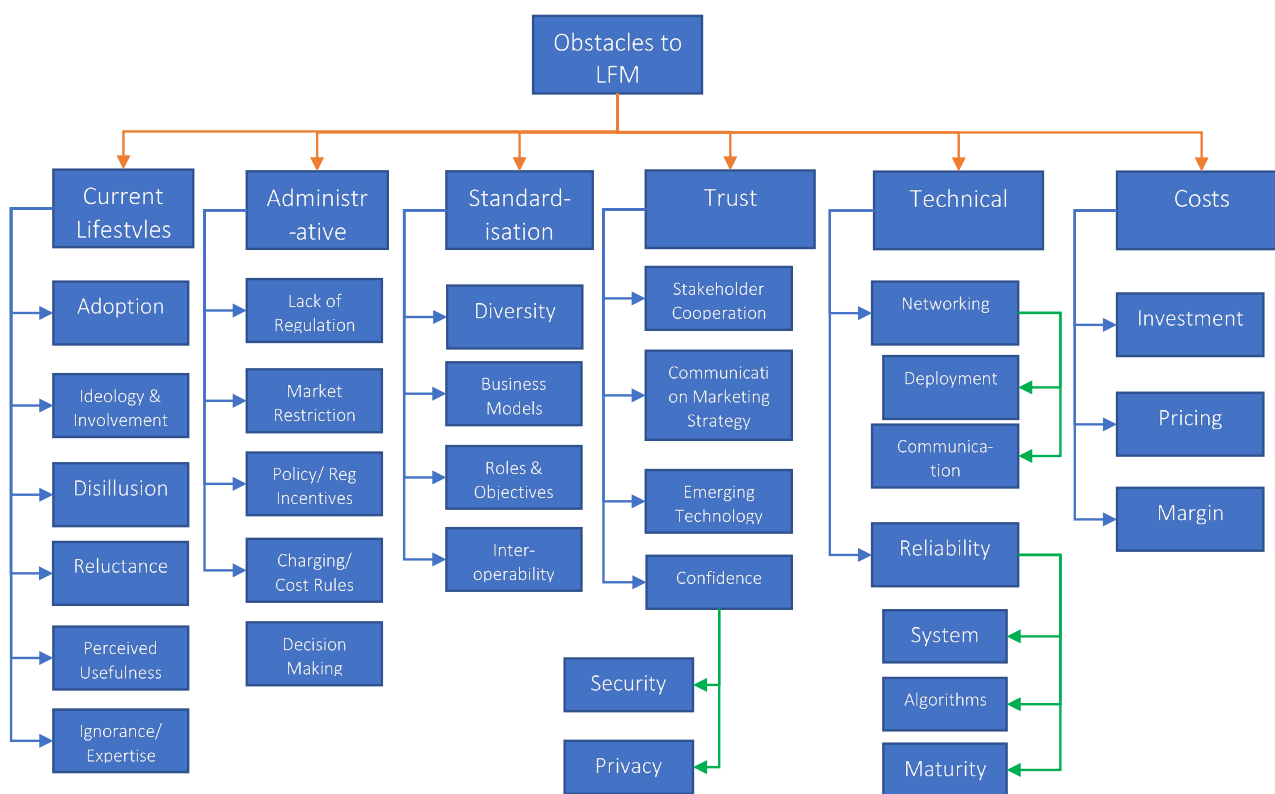 Obstacles to
LFM
Current
Lifestyles
Administr
-ative
Standard-
isation
Trust
Technical
Costs
Adoption
Ideology &
Involvement
Disillusion
Reluctance
Perceived
Usefulness
Ignorance/
Expertise
Lack of
Regulation
Market
Restriction
Policy/ Reg
Incentives
Charging/
Cost Rules
Decision
Making
Diversity
Business
Models
Roles &
Objectives
Inter-
operability
Stakeholder
Cooperation
Communicati
on Marketing
Strategy
Emerging
Technology
Confidence
Security
Privacy
Networking
Deployment
Communica-
tion
Reliability
System
Algorithms
Maturity
Investment
Pricing
Margin